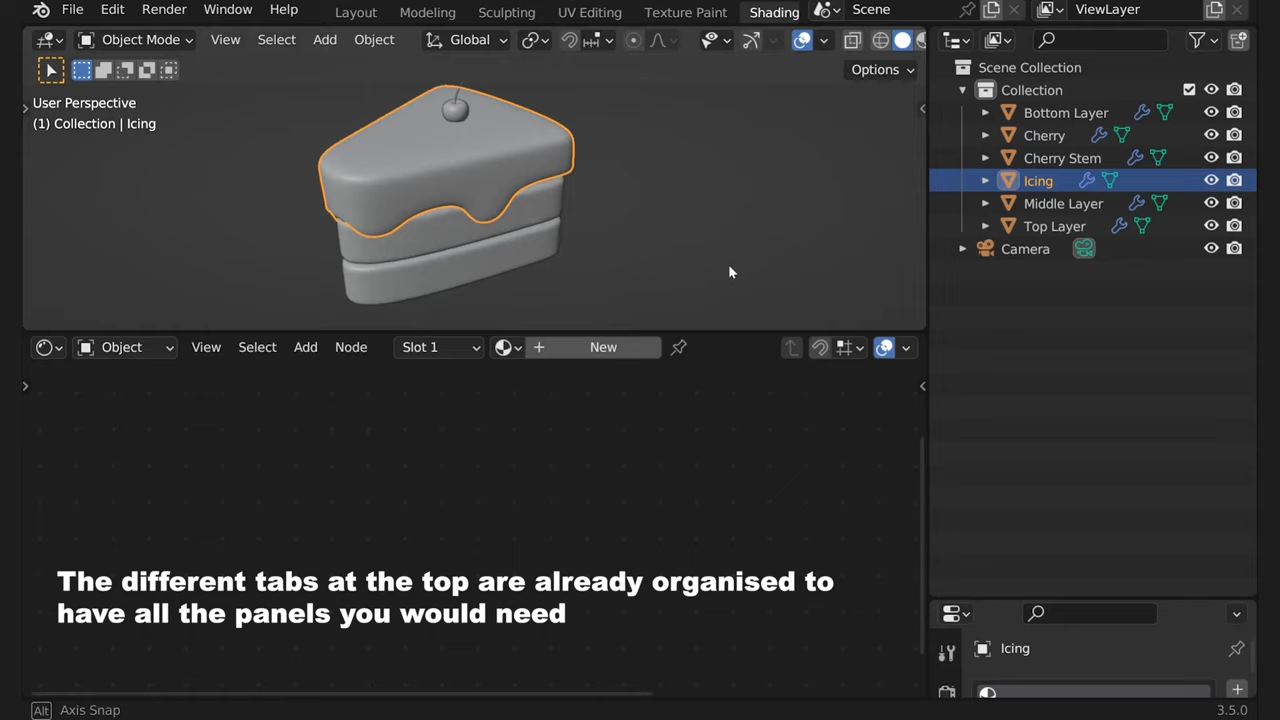 File Edit Render Window Help Layout Modeling Sculpting UV Editing Texture Paint Shading Scene ViewLayer
Object Mode View Select Add Object Global
Options
User Perspective
(1) Collection | Icing
Scene Collection
Collection
Bottom Layer
Cherry
Cherry Stem
Icing
Middle Layer
Top Layer
Camera
Object View Select Add Node Slot 1 New
The different tabs at the top are already organised to
have all the panels you would need
Icing
Alt Axis Snap
3.5.0